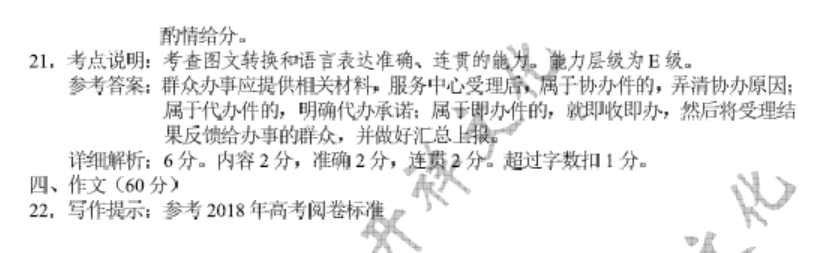 酌情给分。
21．考点说明：考查图文转换和语言表达准确、连贯的能力。能力层级为 E 级。
参考答案：群众办事应提供相关材料，服务中心受理后，属于协办件的，弄清协办原因；
属于代办件的，明确代办承诺；属于即办件的，就即收即办，然后将受理结
果反馈给办事的群众，并做好汇总上报。
详细解析：6 分。内容 2 分，准确 2 分，连贯 2 分。超过字数扣 1 分。
四、作文（60 分）
22．写作提示：参考 2018 年高考阅卷标准
开祥文化
文化